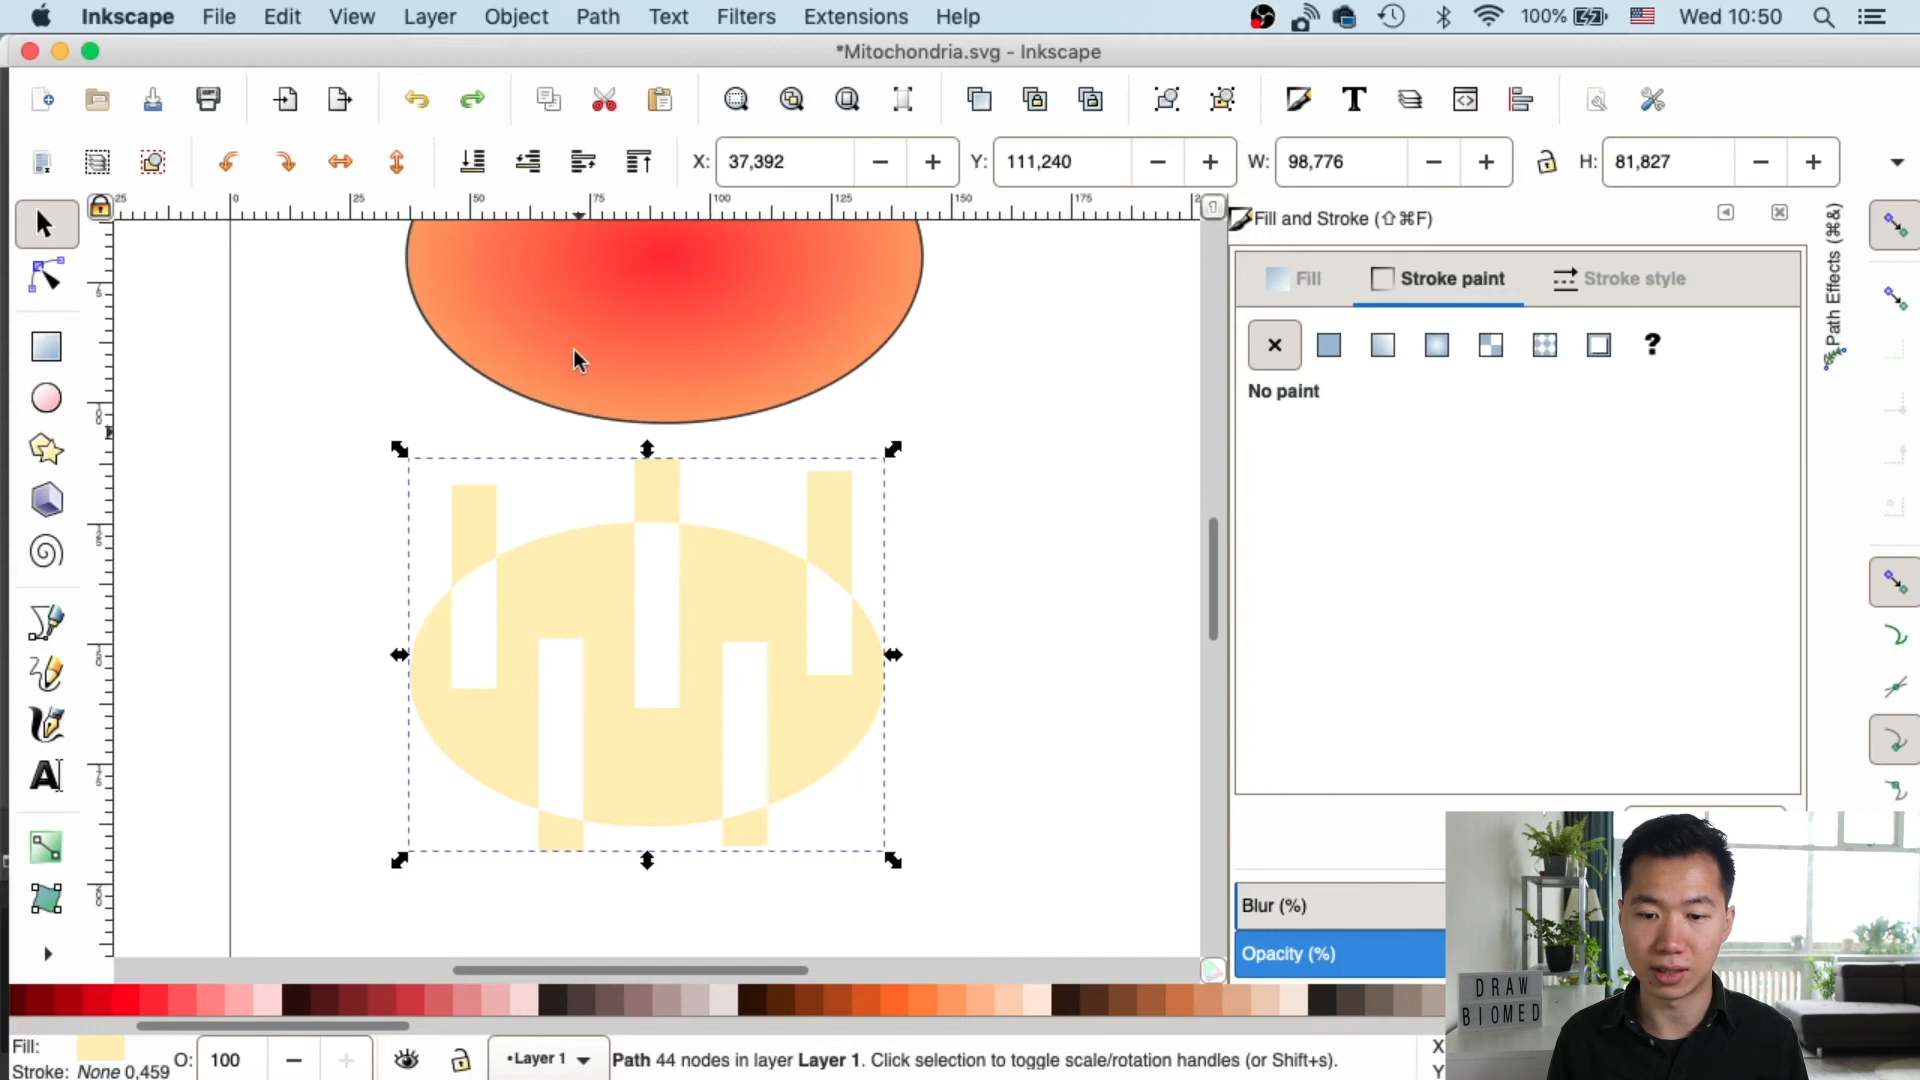 Inkscape File Edit View Layer Object Path Text Filters Extensions Help 100% Wed 10:50
*Mitochondria.svg - Inkscape
X: 37,392 Y: 111,240 W: 98,776 H: 81,827
25 0 25 50 75 100 125 150 175
Fill and Stroke (⇧⌘F)
Path Effects (⌘&)
Fill Stroke paint Stroke style
No paint
Blur (%)
Opacity (%)
DRAW
BIOMED
Fill:
Stroke: None 0,459
O: 100
•Layer 1
Path 44 nodes in layer Layer 1. Click selection to toggle scale/rotation handles (or Shift+s).
X
Y